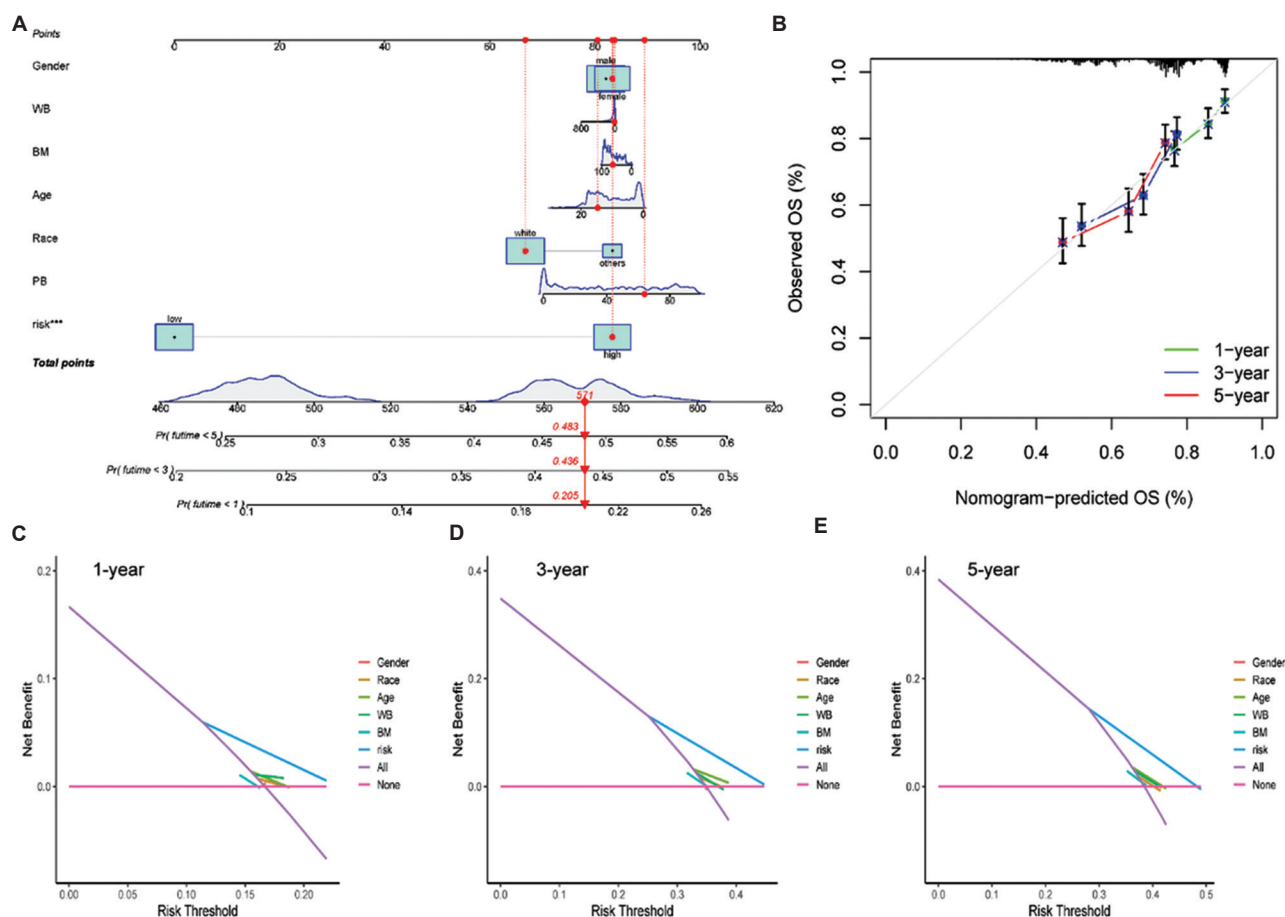 A
Points
0 20 40 60 80 100
Gender
male
female
WB
800 0
BM
100 0
Age
20 0
Race
white
others
PB
0 40 80
risk***
low
high
Total points
460 480 500 520 540 560 580 600 620
571
0.483
Pr( futime < 5)
0.25 0.3 0.35 0.4 0.45 0.5 0.55 0.6
0.436
Pr( futime < 3)
0.2 0.25 0.3 0.35 0.4 0.45 0.5 0.55
0.205
Pr( futime < 1)
0.1 0.14 0.18 0.22 0.26
B
Observed OS (%)
1.0
0.8
0.6
0.4
0.2
0.0
1-year
3-year
5-year
0.0 0.2 0.4 0.6 0.8 1.0
Nomogram-predicted OS (%)
C
1-year
Net Benefit
0.2
0.1
0.0
0.00 0.05 0.10 0.15 0.20
Risk Threshold
Gender
Race
Age
WB
BM
risk
All
None
D
3-year
Net Benefit
0.4
0.2
0.0
0.0 0.1 0.2 0.3 0.4
Risk Threshold
Gender
Race
Age
WB
BM
risk
All
None
E
5-year
Net Benefit
0.4
0.2
0.0
0.0 0.1 0.2 0.3 0.4 0.5
Risk Threshold
Gender
Race
Age
WB
BM
risk
All
None